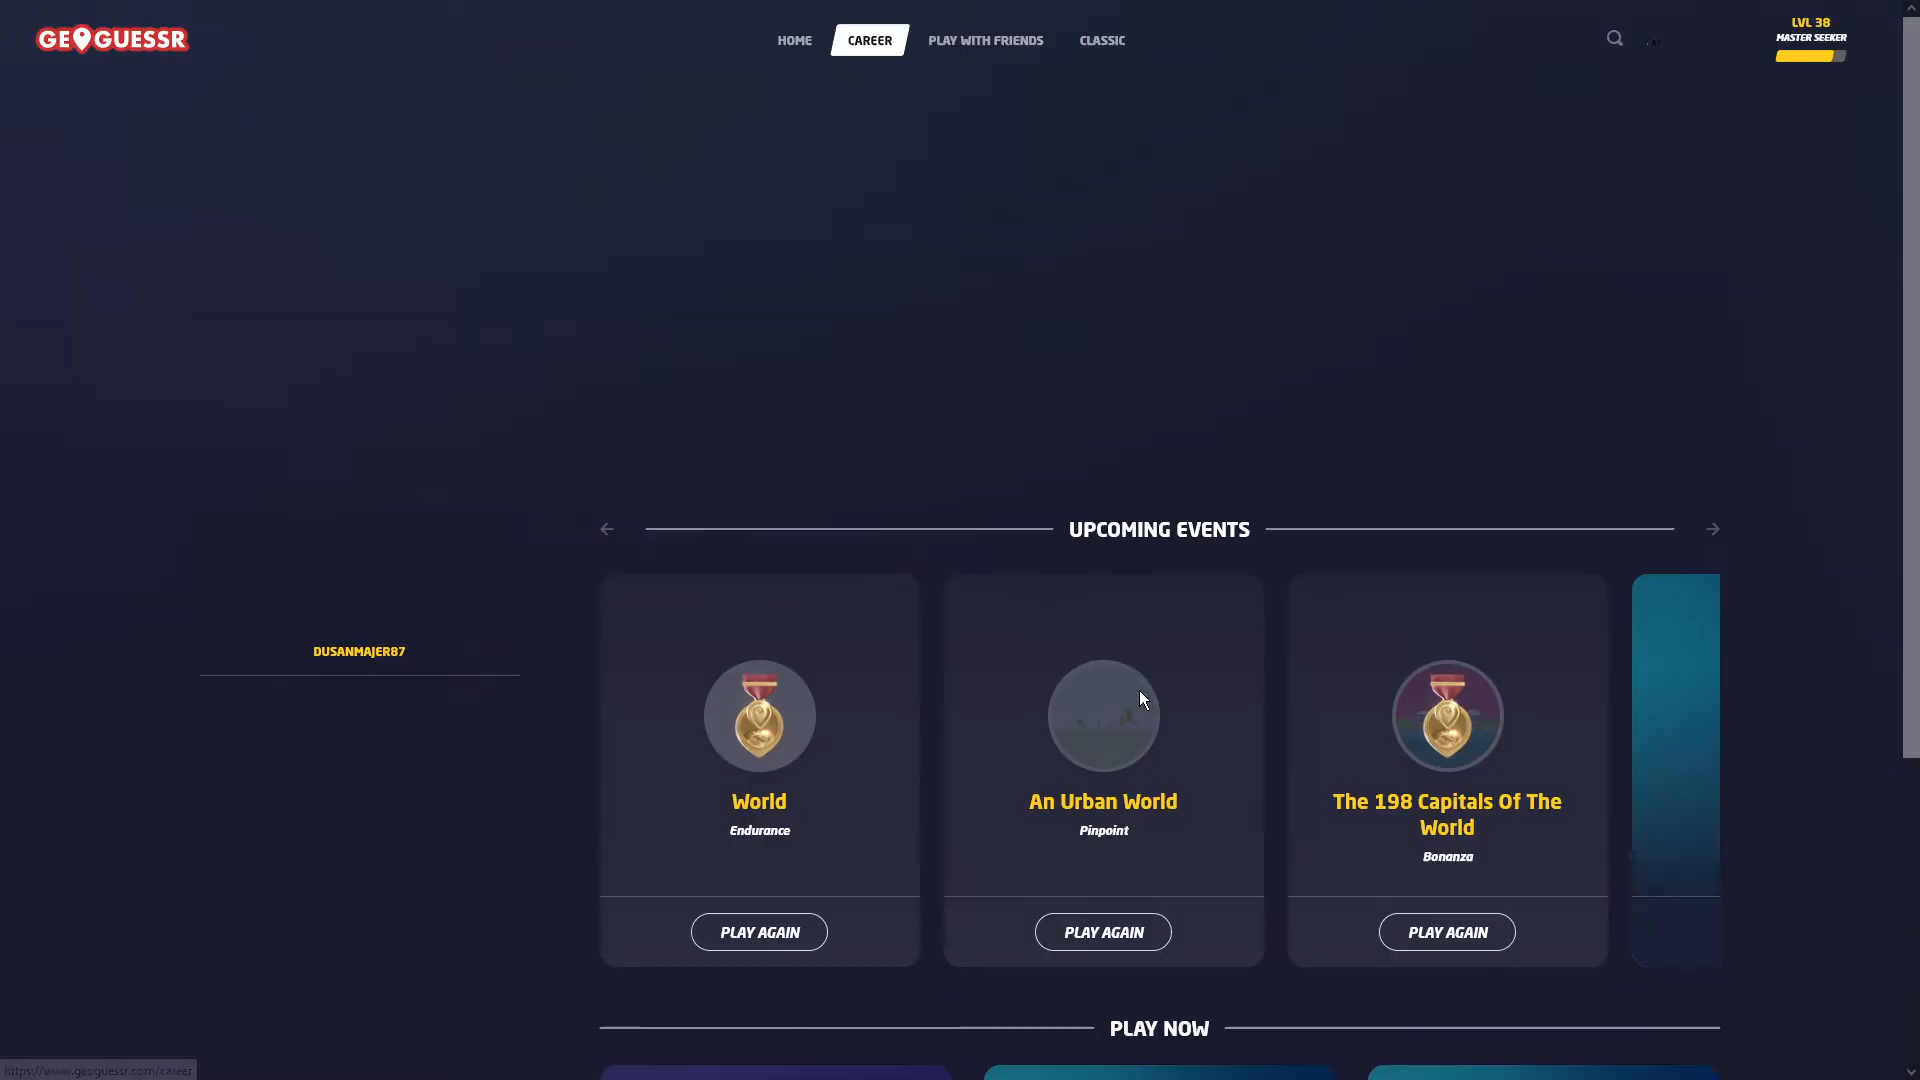 GEOGUESSR
HOME
CAREER
PLAY WITH FRIENDS
CLASSIC
LVL 38
MASTER SEEKER
UPCOMING EVENTS
DUSANMAJER87
World
Endurance
PLAY AGAIN
An Urban World
Pinpoint
PLAY AGAIN
The 198 Capitals Of The
World
Bonanza
PLAY AGAIN
PLAY NOW
https://www.geoguessr.com/career